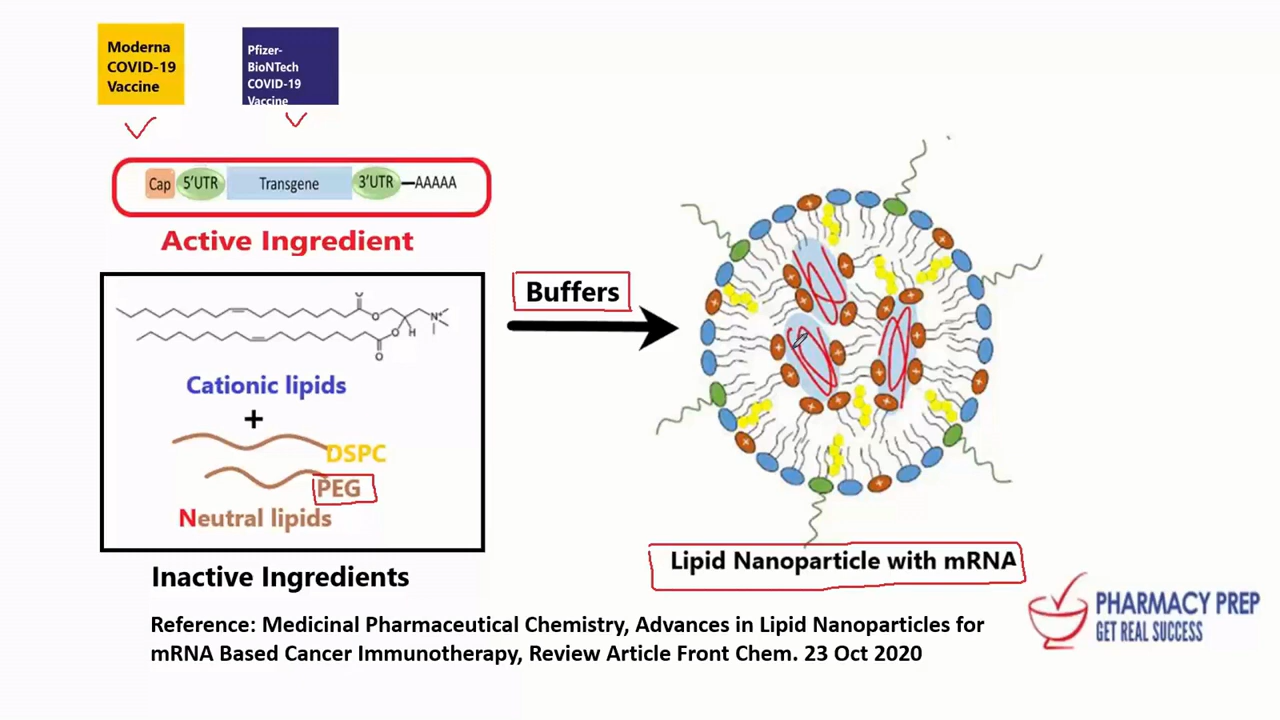 Moderna
COVID-19
Vaccine
Pfizer-
BioNTech
COVID-19
Vaccine
Cap 5'UTR Transgene 3'UTR AAAAA
Active Ingredient
O
O
O
O
H
N+
Cationic lipids
+
DSPC
PEG
Neutral lipids
Inactive Ingredients
Buffers
Lipid Nanoparticle with mRNA
Reference: Medicinal Pharmaceutical Chemistry, Advances in Lipid Nanoparticles for
mRNA Based Cancer Immunotherapy, Review Article Front Chem. 23 Oct 2020
PHARMACY PREP
GET REAL SUCCESS